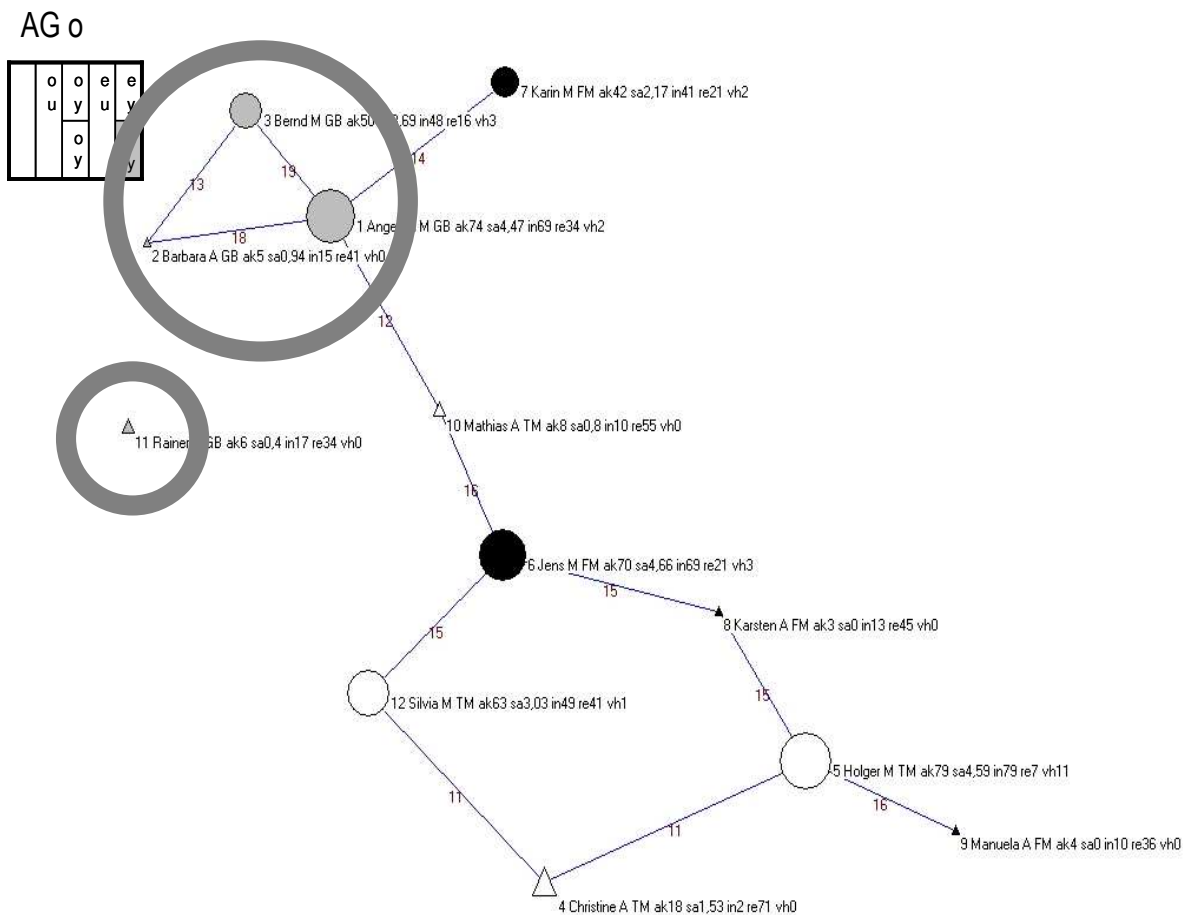 AG o
o o e e
u y u y
o
y y
3 Bernd M GB ak50 in48 re16 vh3
7 Karin M FM ak42 sa2,17 in41 re21 vh2
14
13
19
1 M GB ak74 sa4,47 in69 re34 vh2
18
2 Barbara A GB ak5 sa0,94 in15 re41 vh0
12
10 Mathias A TM ak8 sa0,8 in10 re55 vh0
11 Rainer GB ak6 sa0,4 in17 re34 vh0
16
6 Jens M FM ak70 sa4,66 in69 re21 vh3
15
8 Karsten A FM ak3 sa0 in13 re45 vh0
15
12 Silvia M TM ak63 sa3,03 in49 re41 vh1
15
5 Holger M TM ak79 sa4,59 in79 re7 vh11
11
16
11
9 Manuela A FM ak4 sa0 in10 re36 vh0
4 Christine A TM ak18 sa1,53 in2 re71 vh0